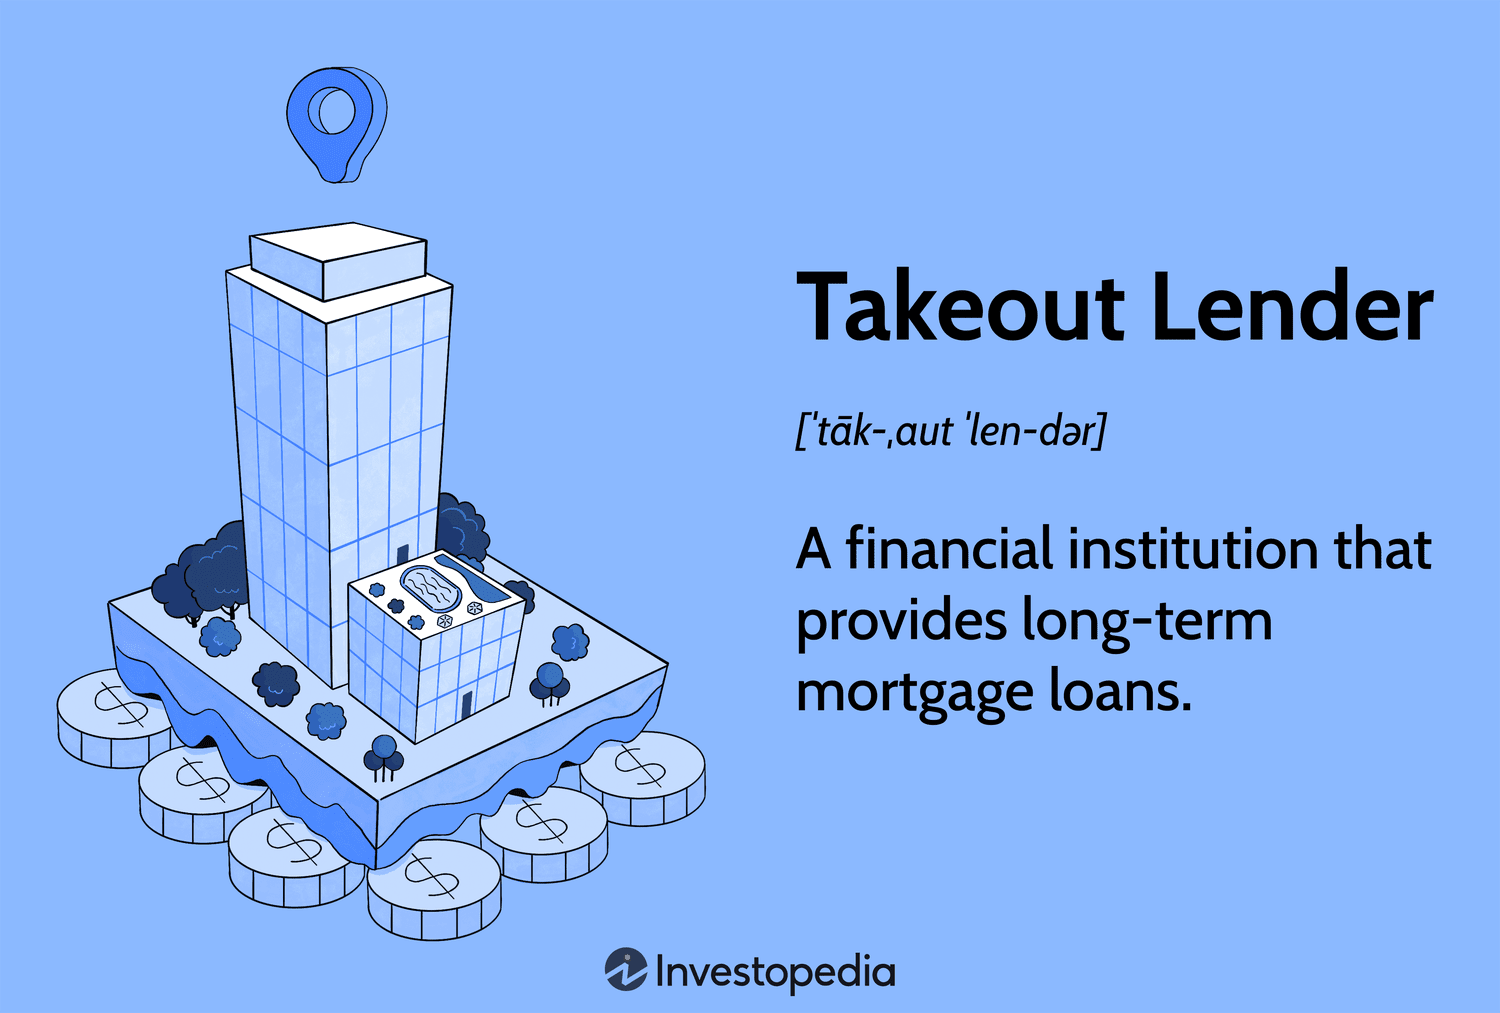 Takeout Lender
[ˈtāk-ˌau̇t ˈlen-dər]
A financial institution that
provides long-term
mortgage loans.
$
$
$
$
$
$
Investopedia